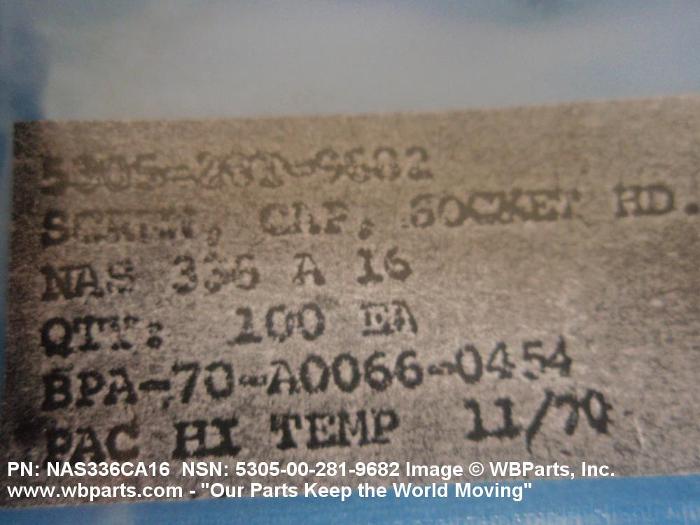 5305-281-9682
SCREW, CAP, SOCKET HD.
NAS 336 A 16
QTY: 100 EA
BPA-70-A0066-0454
PAC HI TEMP 11/70
PN: NAS336CA16 NSN: 5305-00-281-9682 Image © WBParts, Inc.
www.wbparts.com - "Our Parts Keep the World Moving"